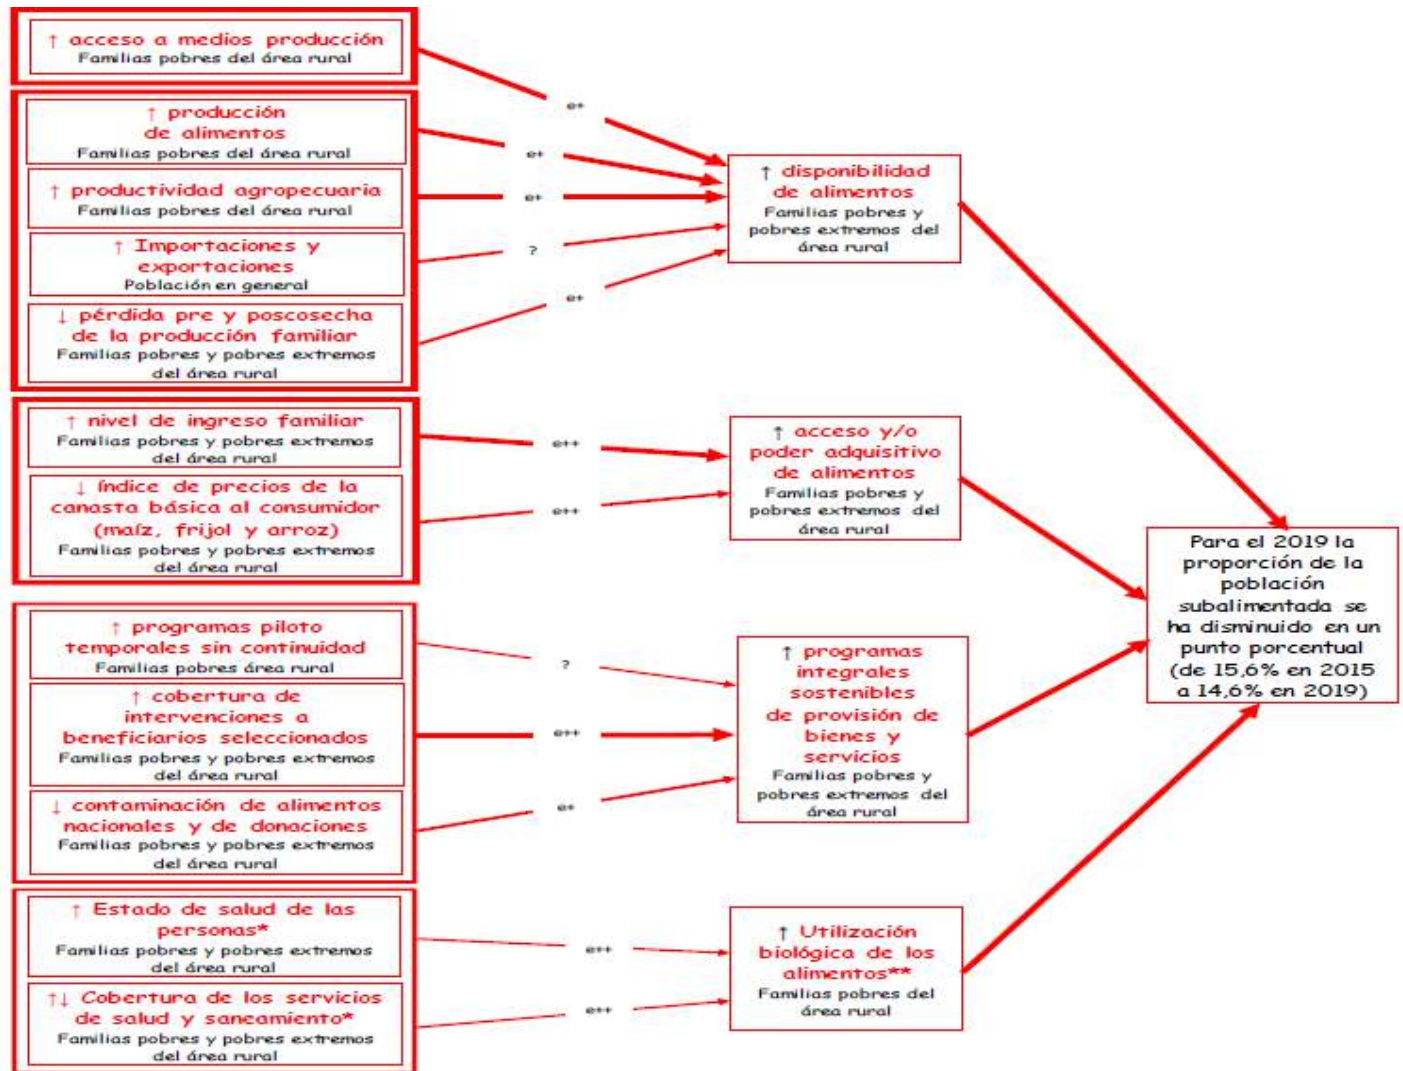 ↑ acceso a medios producción
Familias pobres del área rural
↑ producción
de alimentos
Familias pobres del área rural
↑ productividad agropecuaria
Familias pobres del área rural
↑ Importaciones y
exportaciones
Población en general
↓ pérdida pre y poscosecha
de la producción familiar
Familias pobres y pobres extremos
del área rural
e+
e+
e+
?
e+
↑ disponibilidad
de alimentos
Familias pobres y
pobres extremos del
área rural
↑ nivel de ingreso familiar
Familias pobres y pobres extremos
del área rural
↓ índice de precios de la
canasta básica al consumidor
(maíz, frijol y arroz)
Familias pobres y pobres extremos
del área rural
e++
e++
↑ acceso y/o
poder adquisitivo
de alimentos
Familias pobres y
pobres extremos del
área rural
Para el 2019 la
proporción de la
población
subalimentada se
ha disminuido en un
punto porcentual
(de 15,6% en 2015
a 14,6% en 2019)
↑ programas piloto
temporales sin continuidad
Familias pobres área rural
↑ cobertura de
intervenciones a
beneficiarios seleccionados
Familias pobres y pobres extremos
del área rural
↓ contaminación de alimentos
nacionales y de donaciones
Familias pobres y pobres extremos
del área rural
?
e++
e+
↑ programas
integrales
sostenibles
de provisión de
bienes y
servicios
Familias pobres y
pobres extremos del
área rural
↑ Estado de salud de las
personas*
Familias pobres y pobres extremos
del área rural
↑↓ Cobertura de los servicios
de salud y saneamiento*
Familias pobres y pobres extremos
del área rural
e++
e++
↑ Utilización
biológica de los
alimentos**
Familias pobres del
área rural